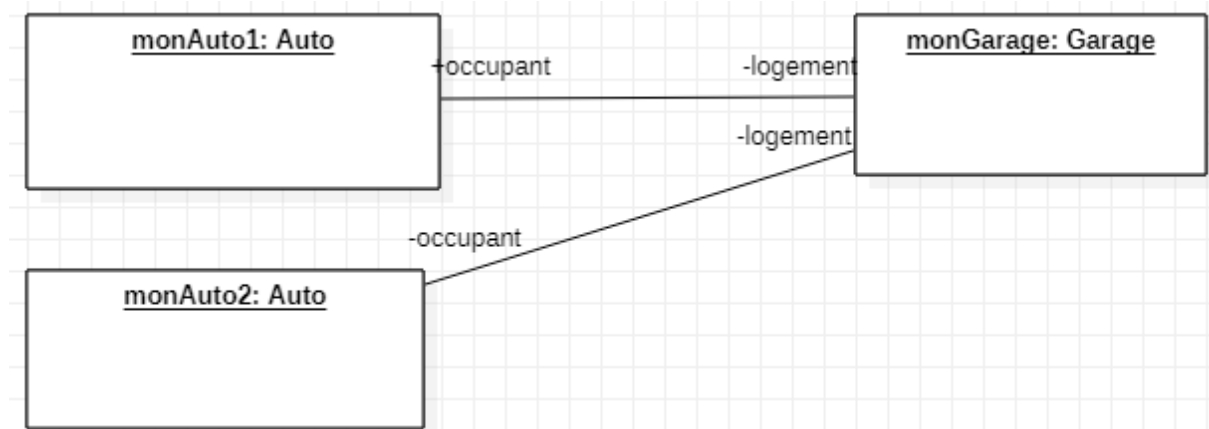 monAuto1: Auto
monGarage: Garage
+occupant
-logement
-logement
-occupant
monAuto2: Auto